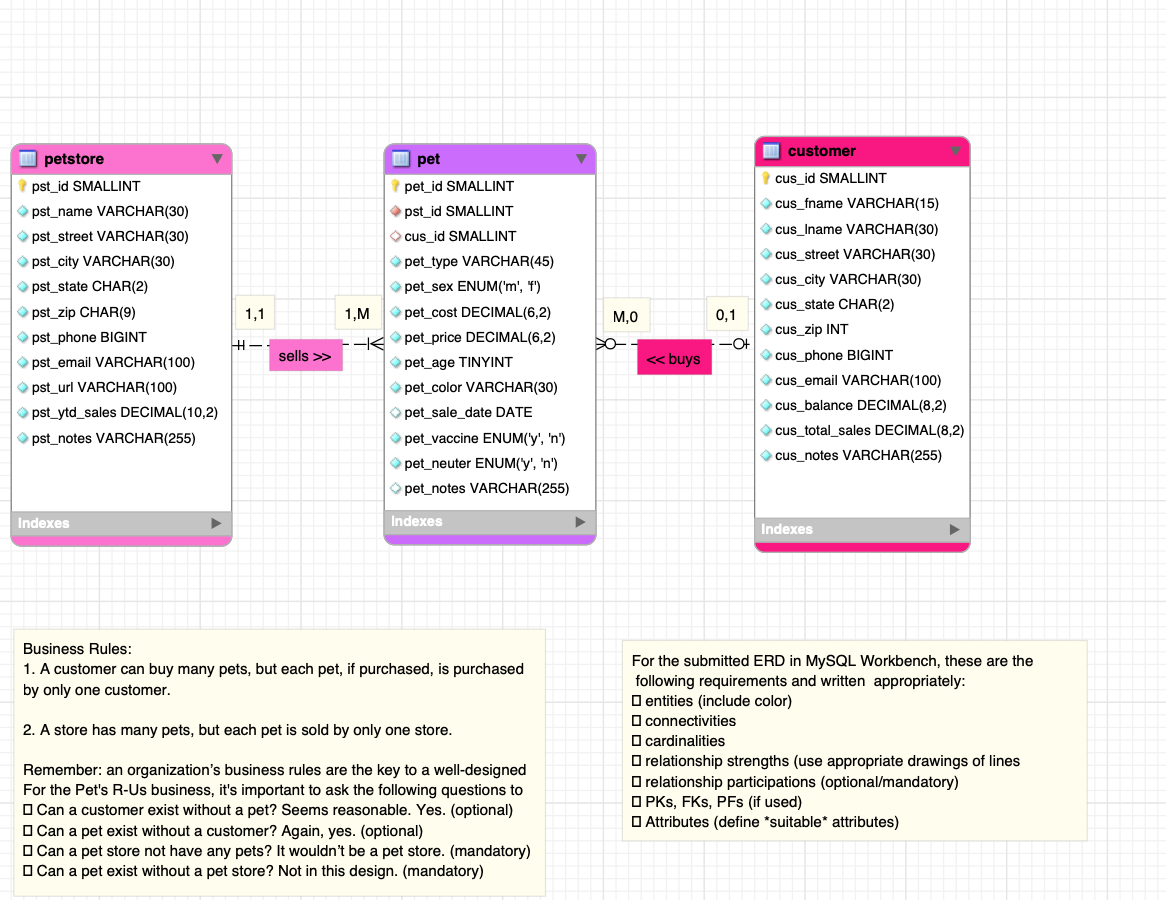 petstore
pst_id SMALLINT
pst_name VARCHAR(30)
pst_street VARCHAR(30)
pst_city VARCHAR(30)
pst_state CHAR(2)
pst_zip CHAR(9)
pst_phone BIGINT
pst_email VARCHAR(100)
pst_url VARCHAR(100)
pst_ytd_sales DECIMAL(10,2)
pst_notes VARCHAR(255)
Indexes
1,1
sells >>
1,M
pet
pet_id SMALLINT
pst_id SMALLINT
cus_id SMALLINT
pet_type VARCHAR(45)
pet_sex ENUM('m', 'f')
pet_cost DECIMAL(6,2)
pet_price DECIMAL(6,2)
pet_age TINYINT
pet_color VARCHAR(30)
pet_sale_date DATE
pet_vaccine ENUM('y', 'n')
pet_neuter ENUM('y', 'n')
pet_notes VARCHAR(255)
Indexes
M,0
<< buys
0,1
customer
cus_id SMALLINT
cus_fname VARCHAR(15)
cus_lname VARCHAR(30)
cus_street VARCHAR(30)
cus_city VARCHAR(30)
cus_state CHAR(2)
cus_zip INT
cus_phone BIGINT
cus_email VARCHAR(100)
cus_balance DECIMAL(8,2)
cus_total_sales DECIMAL(8,2)
cus_notes VARCHAR(255)
Indexes
Business Rules:
1. A customer can buy many pets, but each pet, if purchased, is purchased
by only one customer.
2. A store has many pets, but each pet is sold by only one store.
Remember: an organization’s business rules are the key to a well-designed
For the Pet's R-Us business, it's important to ask the following questions to
Can a customer exist without a pet? Seems reasonable. Yes. (optional)
Can a pet exist without a customer? Again, yes. (optional)
Can a pet store not have any pets? It wouldn’t be a pet store. (mandatory)
Can a pet exist without a pet store? Not in this design. (mandatory)
For the submitted ERD in MySQL Workbench, these are the
following requirements and written appropriately:
entities (include color)
connectivities
cardinalities
relationship strengths (use appropriate drawings of lines
relationship participations (optional/mandatory)
PKs, FKs, PFs (if used)
Attributes (define *suitable* attributes)